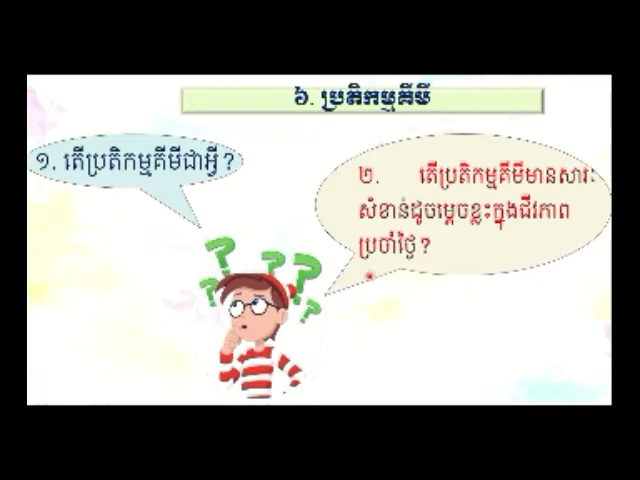 ៦. ប្រតិកម្មគីមី
១. តើប្រតិកម្មគីមីជាអ្វី?
២. តើប្រតិកម្មគីមីមានសារៈ
សំខាន់ដូចម្ដេចខ្លះក្នុងជីវភាព
ប្រចាំថ្ងៃ?